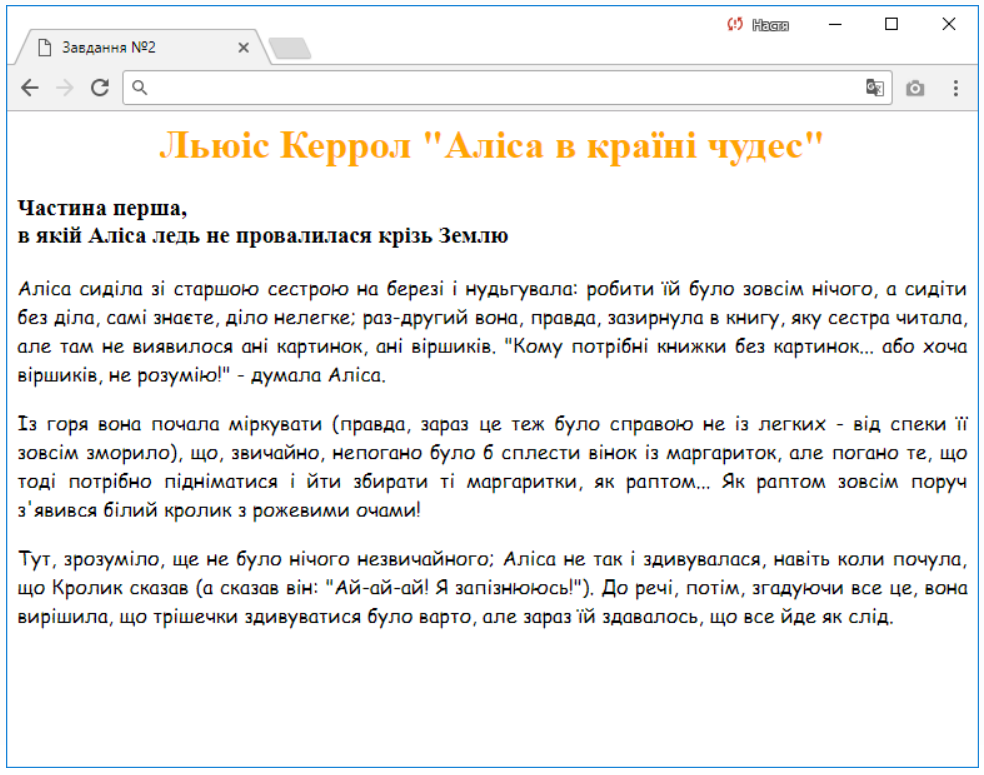 Настя
Завдання №2
Льюіс Керрол "Аліса в країні чудес"
Частина перша,
в якій Аліса ледь не провалилася крізь Землю
Аліса сиділа зі старшою сестрою на березі і нудьгувала: робити їй було зовсім нічого, а сидіти
без діла, самі знаєте, діло нелегке; раз-другий вона, правда, зазирнула в книгу, яку сестра читала,
але там не виявилося ані картинок, ані віршиків. "Кому потрібні книжки без картинок... або хоча
віршиків, не розумію!" - думала Аліса.
Із горя вона почала міркувати (правда, зараз це теж було справою не із легких - від спеки її
зовсім зморило), що, звичайно, непогано було б сплести вінок із маргариток, але погано те, що
тоді потрібно підніматися і йти збирати ті маргаритки, як раптом... Як раптом зовсім поруч
з'явився білий кролик з рожевими очами!
Тут, зрозуміло, ще не було нічого незвичайного; Аліса не так і здивувалася, навіть коли почула,
що Кролик сказав (а сказав він: "Ай-ай-ай! Я запізнююсь!"). До речі, потім, згадуючи все це, вона
вирішила, що трішечки здивуватися було варто, але зараз їй здавалось, що все йде як слід.